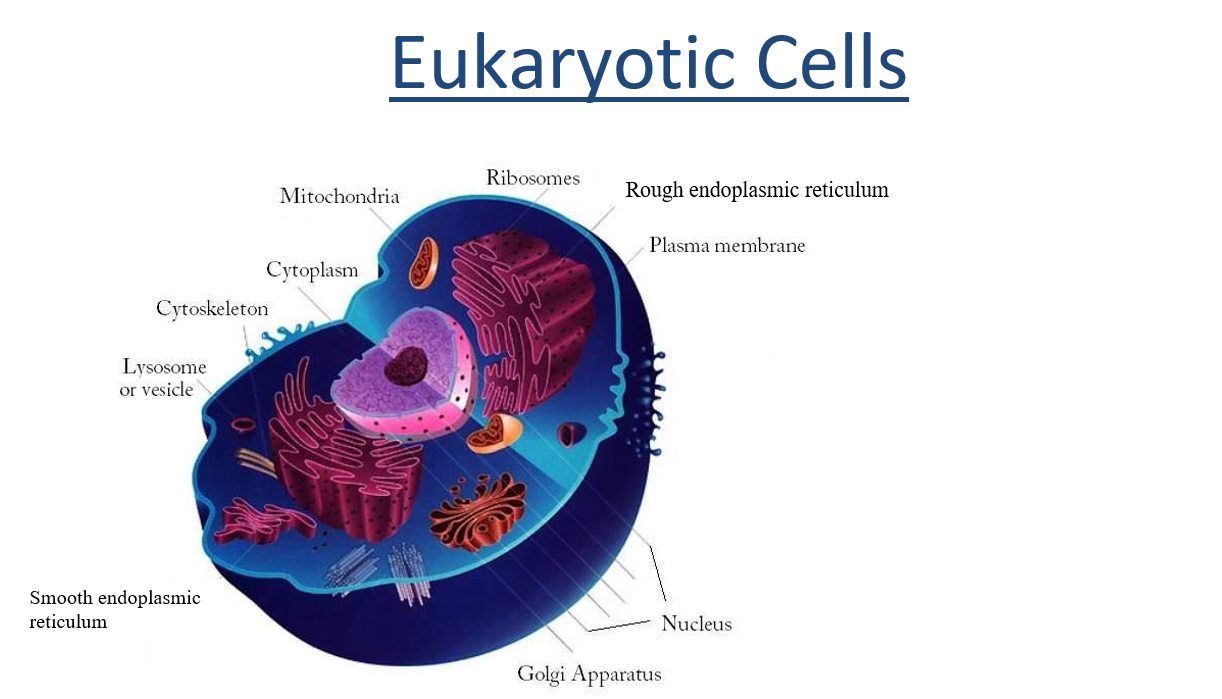 Eukaryotic Cells
Ribosomes
Mitochondria
Rough endoplasmic reticulum
Plasma membrane
Cytoplasm
Cytoskeleton
Lysosome
or vesicle
Smooth endoplasmic
reticulum
Nucleus
Golgi Apparatus